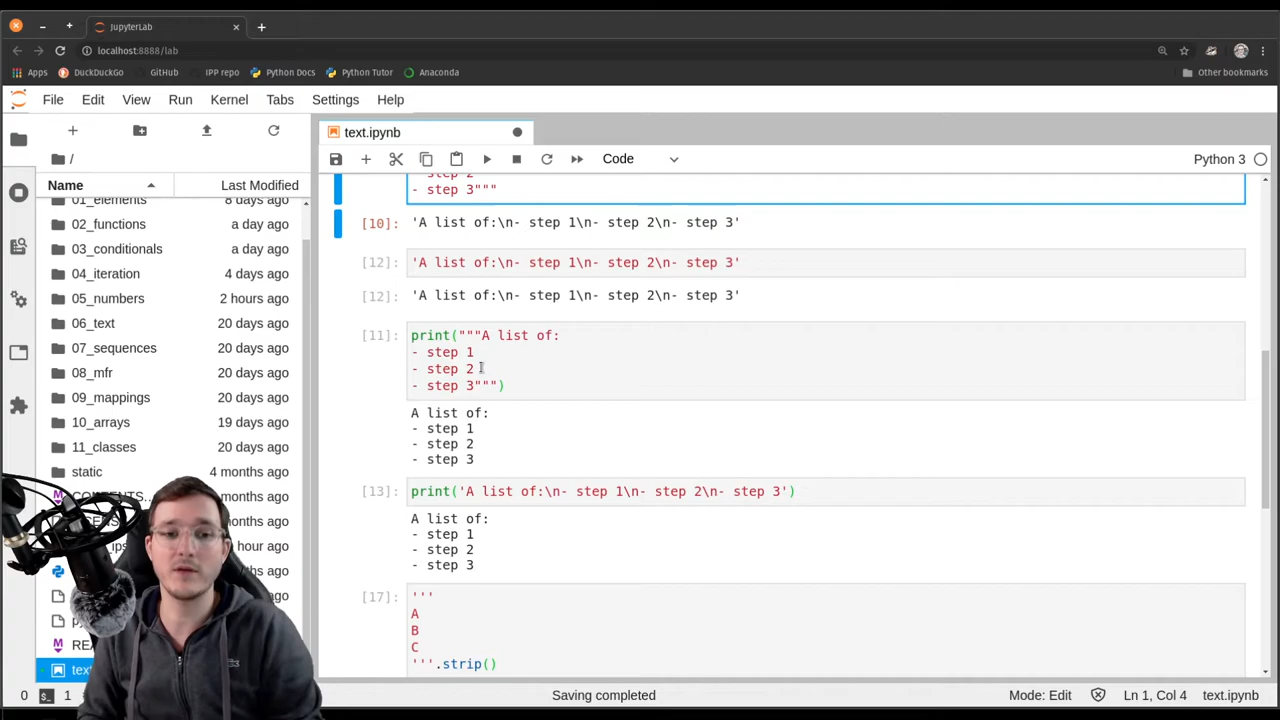 JupyterLab
localhost:8888/lab
Apps DuckDuckGo GitHub IPP repo Python Docs Python Tutor Anaconda Other bookmarks
File Edit View Run Kernel Tabs Settings Help
text.ipynb
/
Code Python 3
Name Last Modified
01_elements 8 days ago
02_functions a day ago
03_conditionals a day ago
04_iteration 4 days ago
05_numbers 2 hours ago
06_text 20 days ago
07_sequences 20 days ago
08_mfr 20 days ago
09_mappings 20 days ago
10_arrays 19 days ago
11_classes 20 days ago
static 4 months ago
months ago
months ago
hour ago
ths ago
ago
ago
ago
- step 2
- step 3"""
[10]: 'A list of:\n- step 1\n- step 2\n- step 3'
[12]: 'A list of:\n- step 1\n- step 2\n- step 3'
[12]: 'A list of:\n- step 1\n- step 2\n- step 3'
[11]: print("""A list of:
- step 1
- step 2
- step 3""")
A list of:
- step 1
- step 2
- step 3
[13]: print('A list of:\n- step 1\n- step 2\n- step 3')
A list of:
- step 1
- step 2
- step 3
[17]: '''
A
B
C
'''.strip()
0 1 Saving completed Mode: Edit Ln 1, Col 4 text.ipynb